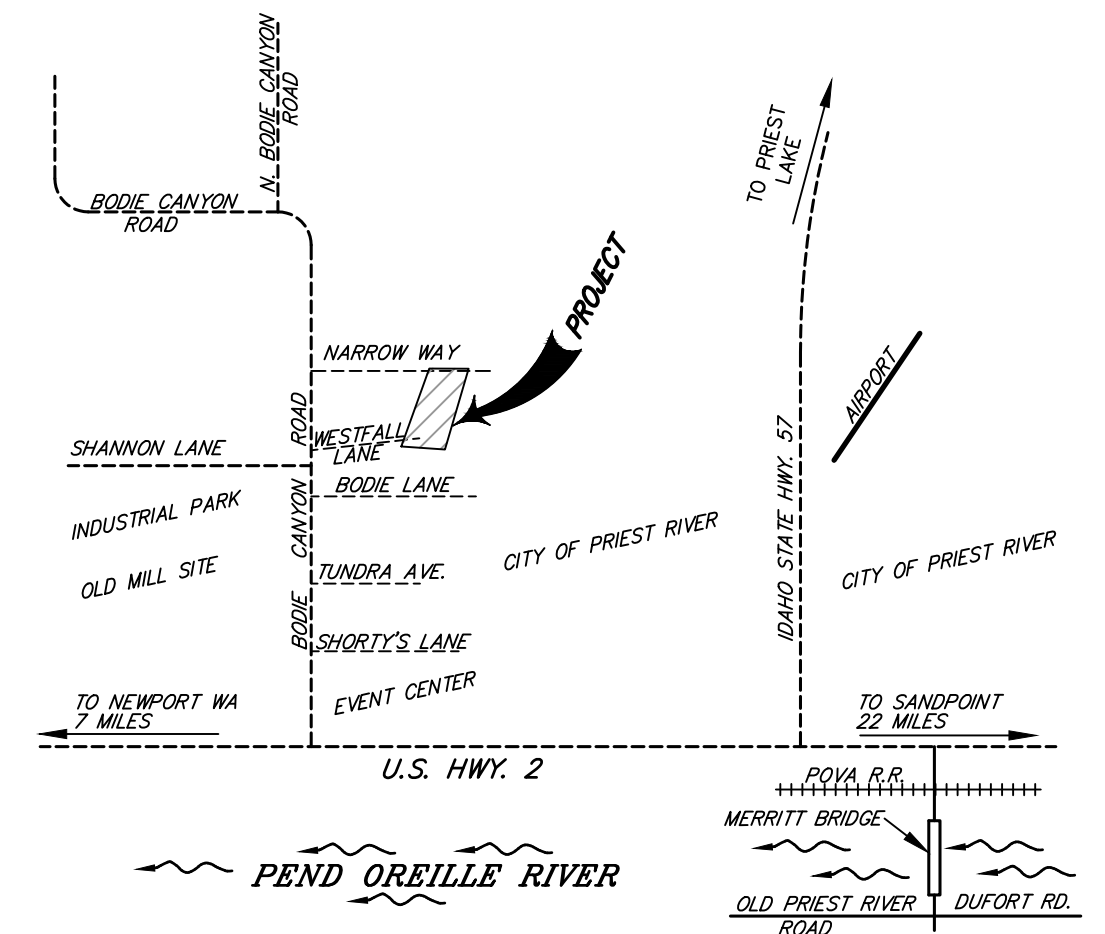 N. BODIE CANYON
ROAD
BODIE CANYON
ROAD
TO PRIEST
LAKE
PROJECT
NARROW WAY
AIRPORT
WESTFALL
LANE
SHANNON LANE
BODIE LANE
INDUSTRIAL PARK
OLD MILL SITE
BODIE CANYON ROAD
CITY OF PRIEST RIVER
IDAHO STATE HWY. 57
CITY OF PRIEST RIVER
TUNDRA AVE.
SHORTY'S LANE
EVENT CENTER
TO NEWPORT WA
7 MILES
TO SANDPOINT
22 MILES
U.S. HWY. 2
POVA R.R.
MERRITT BRIDGE
PEND OREILLE RIVER
OLD PRIEST RIVER
ROAD
DUFORT RD.